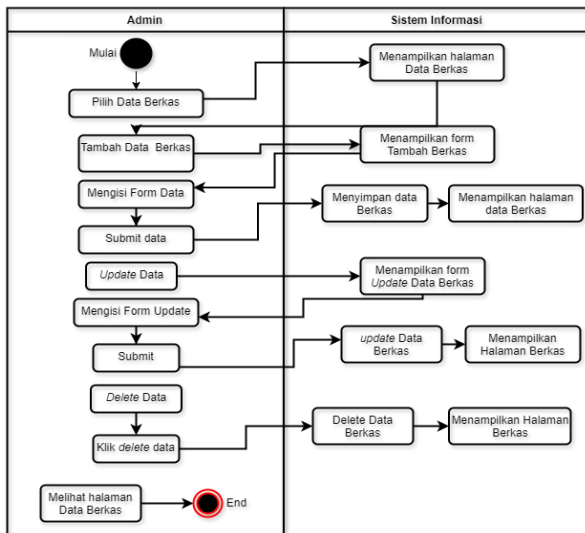 Admin
Sistem Informasi
Mulai
Menampilkan halaman
Data Berkas
Pilih Data Berkas
Tambah Data Berkas
Menampilkan form
Tambah Berkas
Mengisi Form Data
Menyimpan data
Berkas
Menampilkan halaman
data Berkas
Submit data
Update Data
Menampilkan form
Update Data Berkas
Mengisi Form Update
Submit
update Data
Berkas
Menampilkan
Halaman Berkas
Delete Data
Delete Data
Berkas
Menampilkan Halaman
Berkas
Klik delete data
Melihat halaman
Data Berkas
End